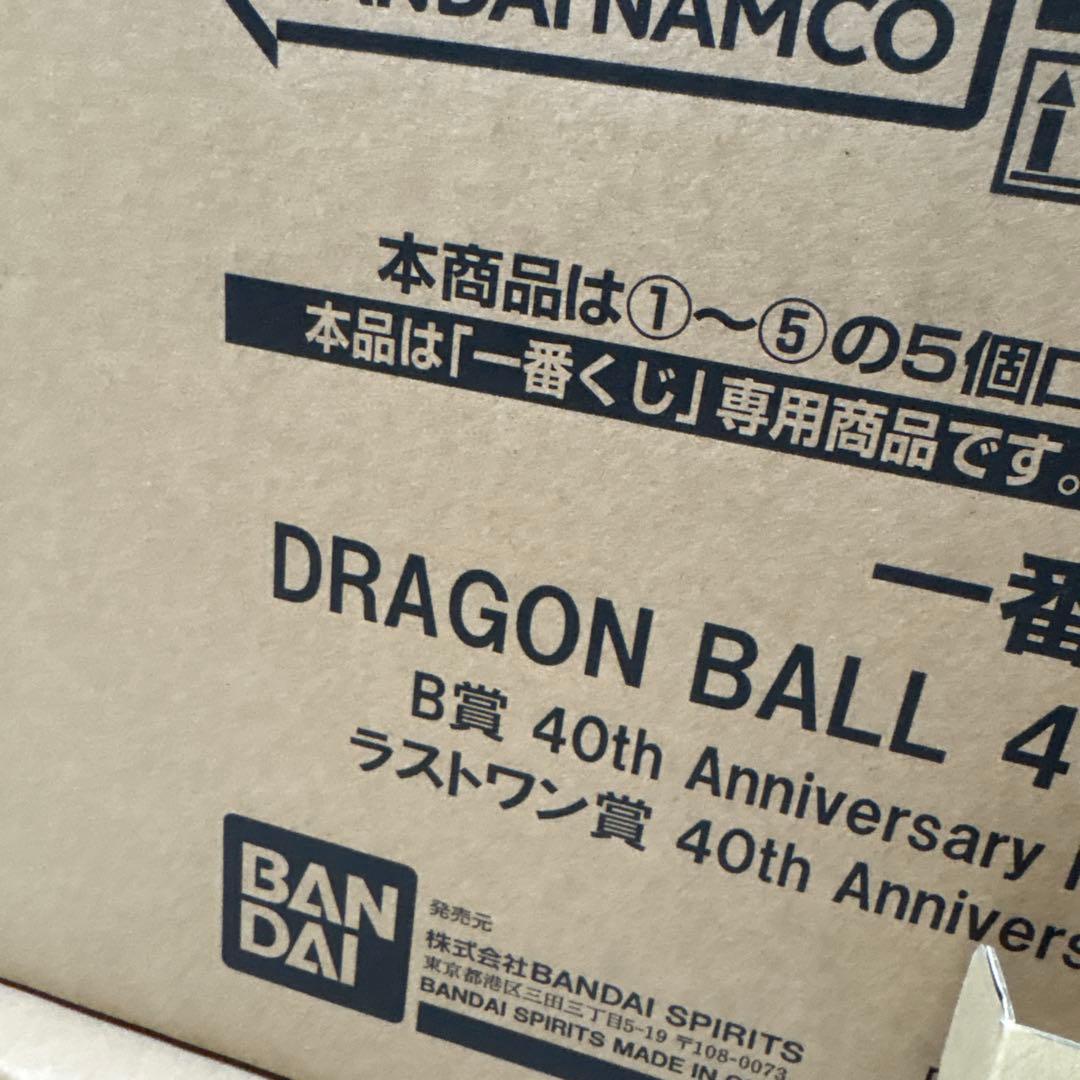 BANDAI NAMCO
本商品は①～⑤の5個口
本品は「一番くじ」専用商品です。
一番
DRAGON BALL 4
B賞 40th Anniversary
ラストワン賞 40th Annivers
BAN
DAI
発売元
株式会社BANDAI SPIRITS
東京都港区三田三丁目5-19 〒108-0073
BANDAI SPIRITS MADE IN